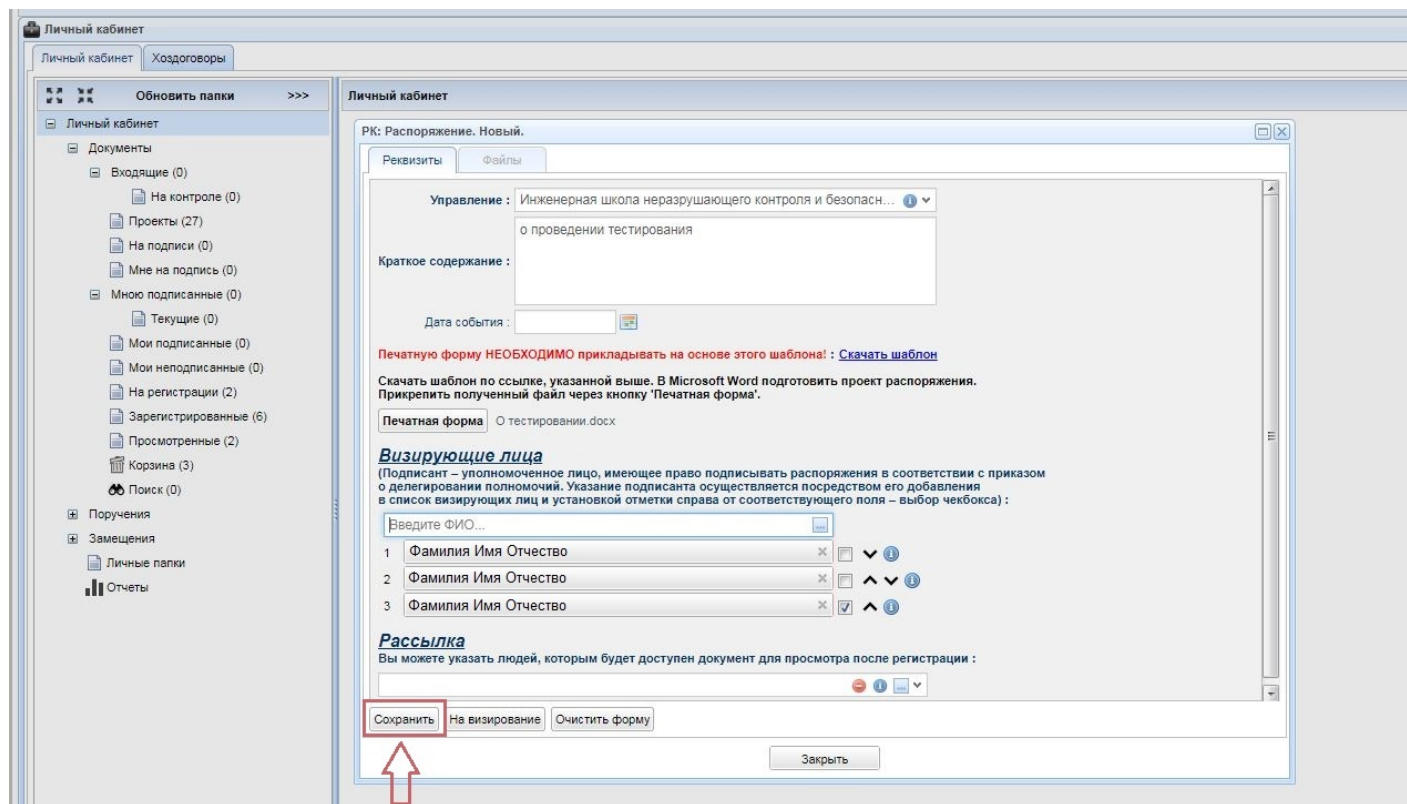 Личный кабинет
Личный кабинет Хоздоговоры
Обновить папки >>>
Личный кабинет
Документы
Входящие (0)
На контроле (0)
Проекты (27)
На подписи (0)
Мне на подпись (0)
Мною подписанные (0)
Текущие (0)
Мои подписанные (0)
Мои неподписанные (0)
На регистрации (2)
Зарегистрированные (6)
Просмотренные (2)
Корзина (3)
Поиск (0)
Поручения
Замещения
Личные папки
Отчеты
Личный кабинет
РК: Распоряжение. Новый.
Реквизиты Файлы
Управление : Инженерная школа неразрушающего контроля и безопасн...
Краткое содержание : о проведении тестирования
Дата события :
Печатную форму НЕОБХОДИМО прикладывать на основе этого шаблона! : Скачать шаблон
Скачать шаблон по ссылке, указанной выше. В Microsoft Word подготовить проект распоряжения.
Прикрепить полученный файл через кнопку 'Печатная форма'.
Печатная форма О тестировании.docx
Визирующие лица
(Подписант – уполномоченное лицо, имеющее право подписывать распоряжения в соответствии с приказом
о делегировании полномочий. Указание подписанта осуществляется посредством его добавления
в список визирующих лиц и установкой отметки справа от соответствующего поля – выбор чекбокса) :
Введите ФИО...
1 Фамилия Имя Отчество
2 Фамилия Имя Отчество
3 Фамилия Имя Отчество
Рассылка
Вы можете указать людей, которым будет доступен документ для просмотра после регистрации :
Сохранить На визирование Очистить форму
Закрыть